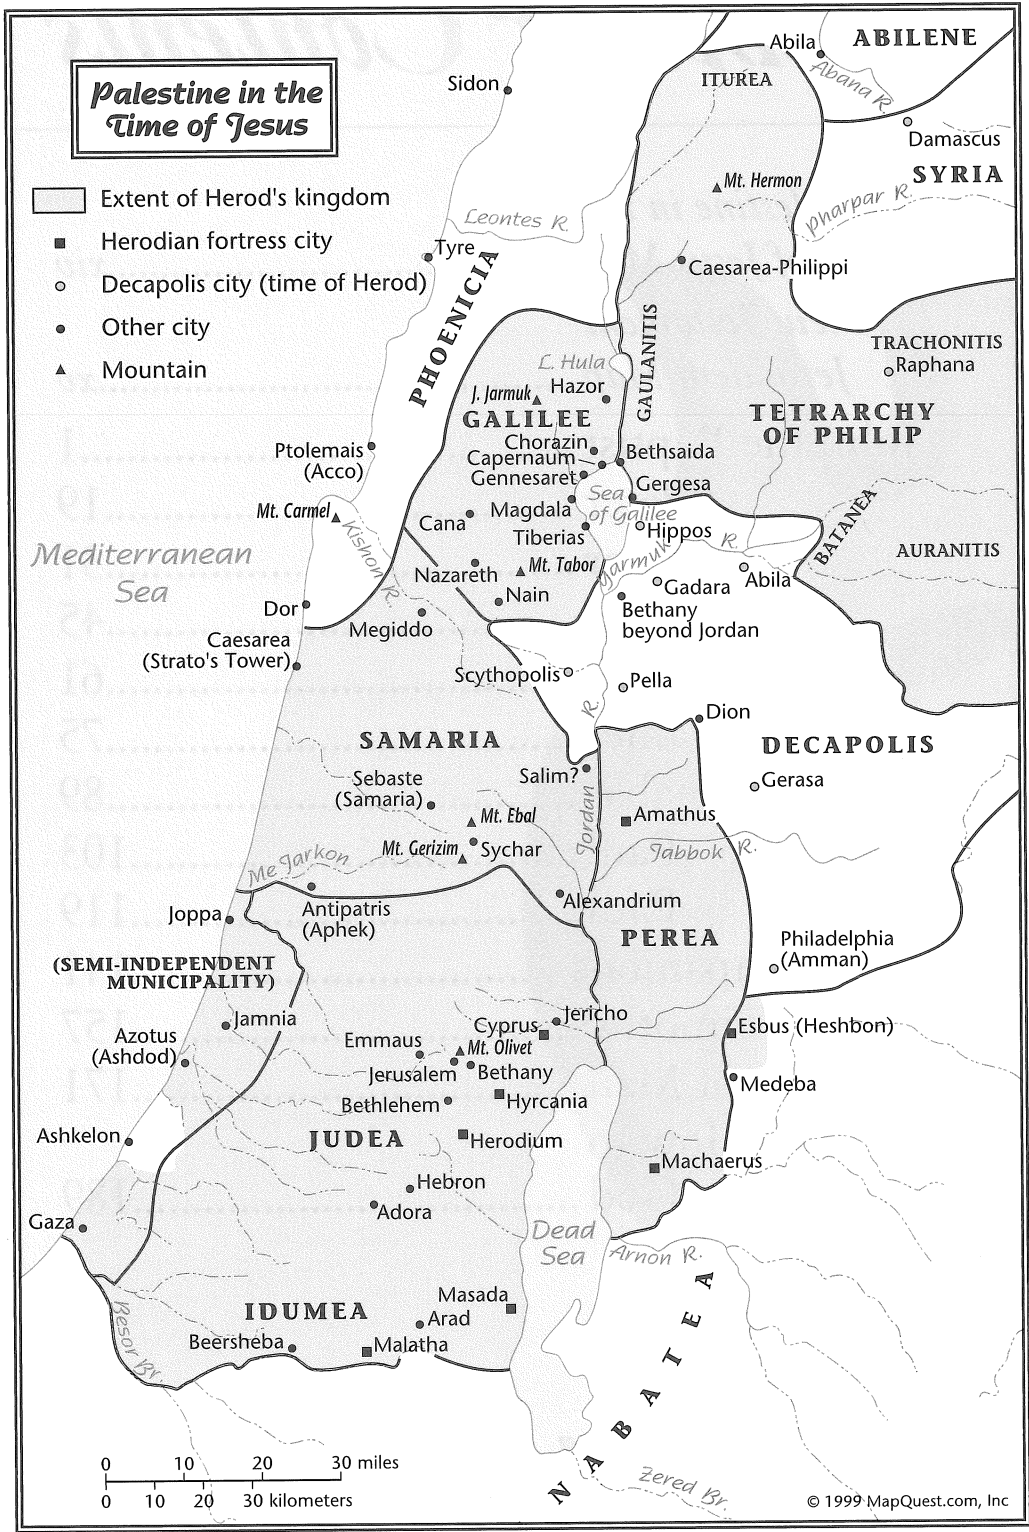 Palestine in the
Time of Jesus
Extent of Herod's kingdom
Herodian fortress city
Decapolis city (time of Herod)
Other city
Mountain
Abila
ABILENE
Abana R.
ITUREA
Sidon
Damascus
SYRIA
Mt. Hermon
Pharpar R.
Leontes R.
Tyre
PHOENICIA
Caesarea-Philippi
GAULANITIS
TRACHONITIS
Raphana
L. Hula
Hazor
J. Jarmuk
GALILEE
TETRARCHY
OF PHILIP
Chorazin
Capernaum
Gennesaret
Bethsaida
Ptolemais
(Acco)
Gergesa
Sea
of Galilee
Magdala
Mt. Carmel
Kishon R.
Cana
Tiberias
Hippos
Yarmuk R.
BATANEA
AURANITIS
Mediterranean
Sea
Mt. Tabor
Nazareth
Nain
Gadara
Abila
Dor
Megiddo
Bethany
beyond Jordan
Caesarea
(Strato's Tower)
Scythopolis
Pella
Jordan R.
Dion
SAMARIA
DECAPOLIS
Salim?
Sebaste
(Samaria)
Gerasa
Mt. Ebal
Amathus
Mt. Gerizim
Sychar
Jabbok R.
Me Jarkon
Alexandrium
Joppa
Antipatris
(Aphek)
PEREA
Philadelphia
(Amman)
(SEMI-INDEPENDENT
MUNICIPALITY)
Jamnia
Jericho
Cyprus
Esbus (Heshbon)
Azotus
(Ashdod)
Emmaus
Mt. Olivet
Jerusalem
Bethany
Medeba
Bethlehem
Hyrcania
Ashkelon
JUDEA
Herodium
Machaerus
Hebron
Adora
Gaza
Dead
Sea
Arnon R.
Masada
IDUMEA
Arad
Beersheba
Malatha
Besor Br.
NABATEA
Zered Br.
0 10 20 30 miles
0 10 20 30 kilometers
© 1999 MapQuest.com, Inc